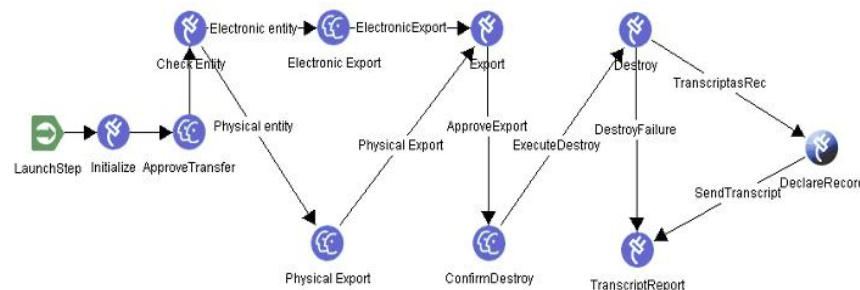 Electronic entity
ElectronicExport
Check Entity
Electronic Export
Export
Destroy
TranscriptasRec
Physical entity
ApproveExport
DestroyFailure
Physical Export
ExecuteDestroy
LaunchStep
Initialize
ApproveTransfer
DeclareRecord
SendTranscript
Physical Export
ConfirmDestroy
TranscriptReport